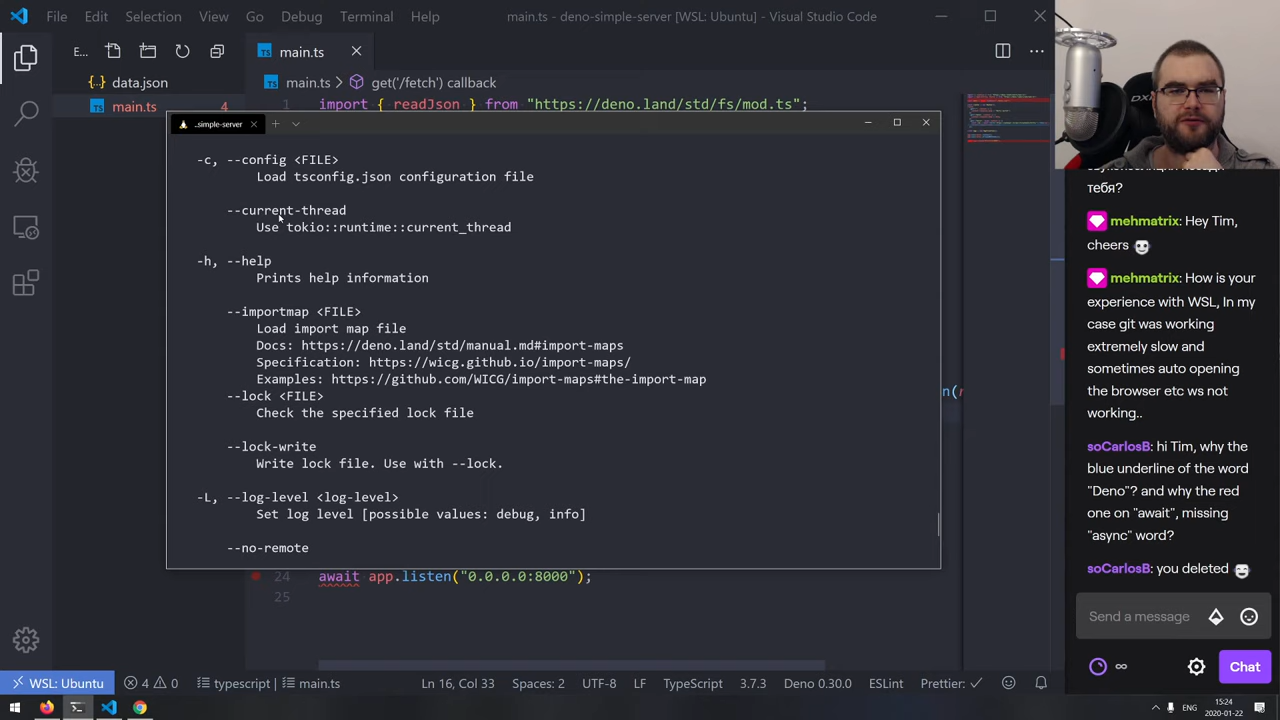 File Edit Selection View Go Debug Terminal Help
main.ts - deno-simple-server [WSL: Ubuntu] - Visual Studio Code
E...
main.ts
{..} data.json
main.ts > get('/fetch') callback
main.ts 4
import { readJson } from "https://deno.land/std/fs/mod.ts";
..simple-server
-c, --config <FILE>
Load tsconfig.json configuration file
--current-thread
Use tokio::runtime::current_thread
-h, --help
Prints help information
--importmap <FILE>
Load import map file
Docs: https://deno.land/std/manual.md#import-maps
Specification: https://wicg.github.io/import-maps/
Examples: https://github.com/WICG/import-maps#the-import-map
--lock <FILE>
Check the specified lock file
--lock-write
Write lock file. Use with --lock.
-L, --log-level <log-level>
Set log level [possible values: debug, info]
--no-remote
24 await app.listen("0.0.0.0:8000");
25
WSL: Ubuntu 4 0 typescript main.ts Ln 16, Col 33 Spaces: 2 UTF-8 LF TypeScript 3.7.3 Deno 0.30.0 ESLint Prettier: ✓
ENG 15:24
2020-01-22
DX
тебя?
mehmatrix: Hey Tim,
cheers
mehmatrix: How is your
experience with WSL, In my
case git was working
extremely slow and
sometimes auto opening
the browser etc ws not
working..
soCarlosB: hi Tim, why the
blue underline of the word
"Deno"? and why the red
one on "await", missing
"async" word?
soCarlosB: you deleted
Send a message
∞ Chat